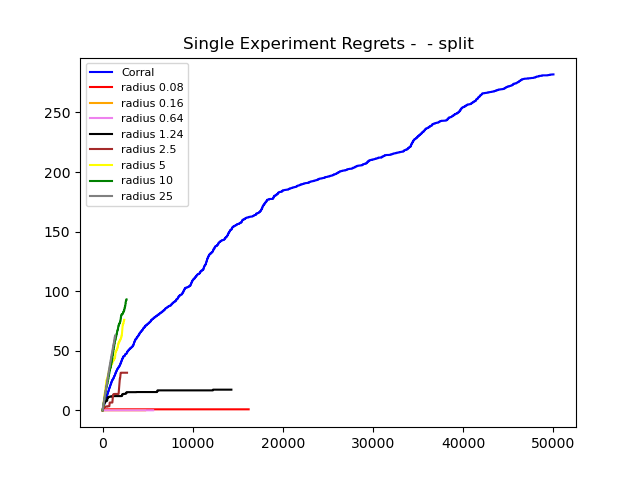 Single Experiment Regrets -  - split
Corral
radius 0.08
radius 0.16
radius 0.64
radius 1.24
radius 2.5
radius 5
radius 10
radius 25
250
200
150
100
50
0
0 10000 20000 30000 40000 50000